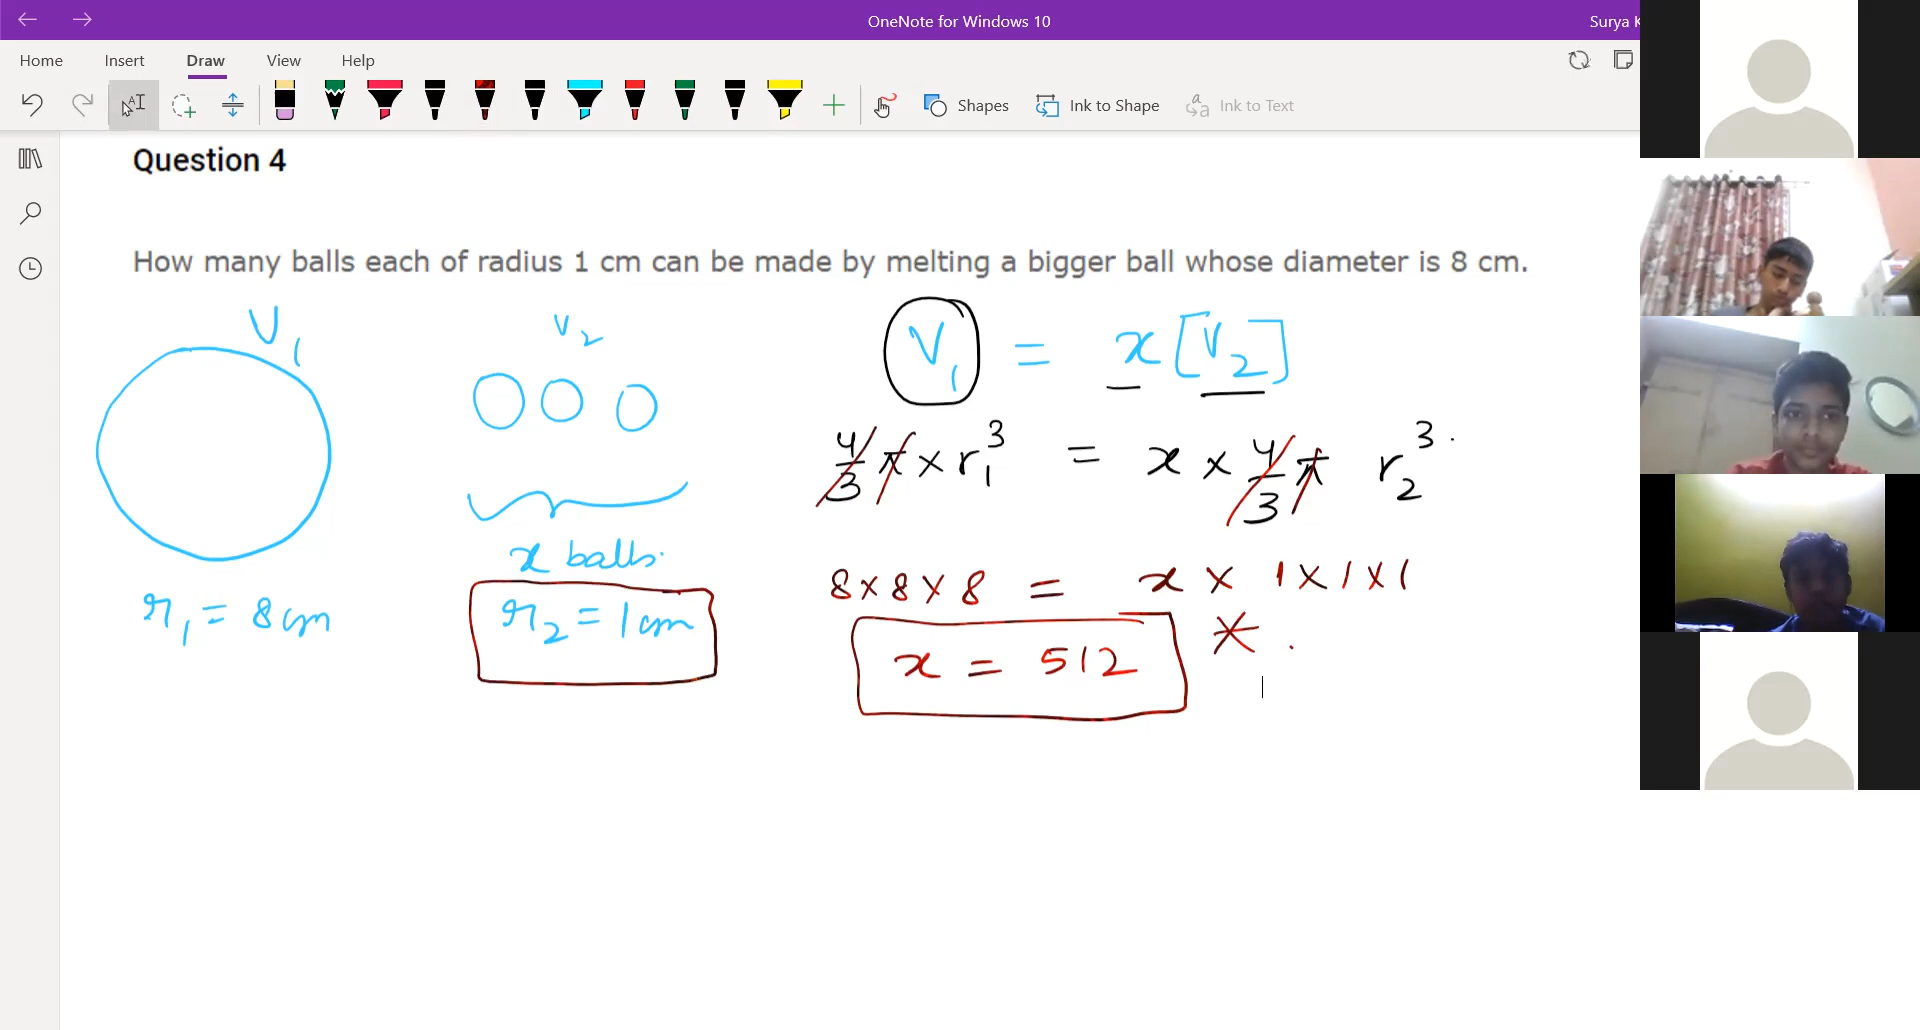 OneNote for Windows 10
Surya K
Home Insert Draw View Help
Shapes Ink to Shape Ink to Text
Question 4
How many balls each of radius 1 cm can be made by melting a bigger ball whose diameter is 8 cm.
V₁ v₂
V₁ = x[V₂]
4/3 π × r₁³ = x × 4/3 π r₂³
x balls.
r₁ = 8 cm
r₂ = 1 cm
8 × 8 × 8 = x × 1 × 1 × 1
x = 512